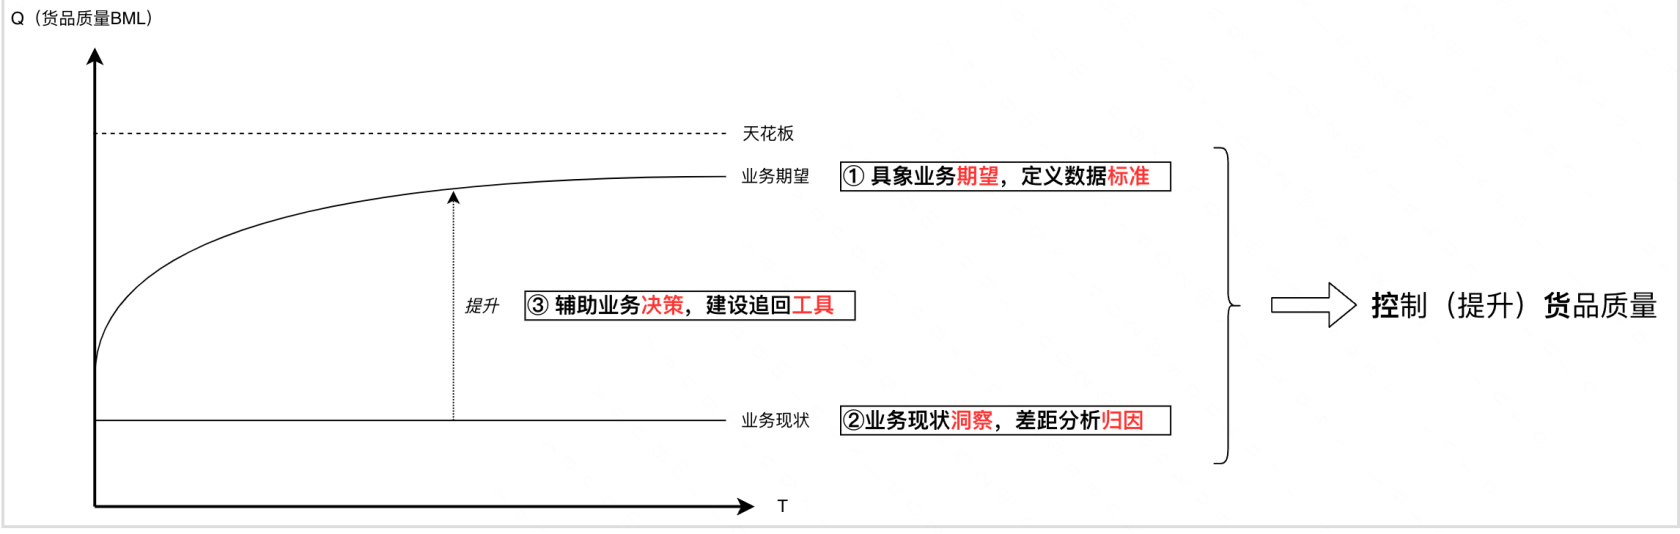 Q（货品质量BML）
天花板
业务期望
① 具象业务期望，定义数据标准
提升
③ 辅助业务决策，建设追回工具
控制（提升）货品质量
业务现状
②业务现状洞察，差距分析归因
T